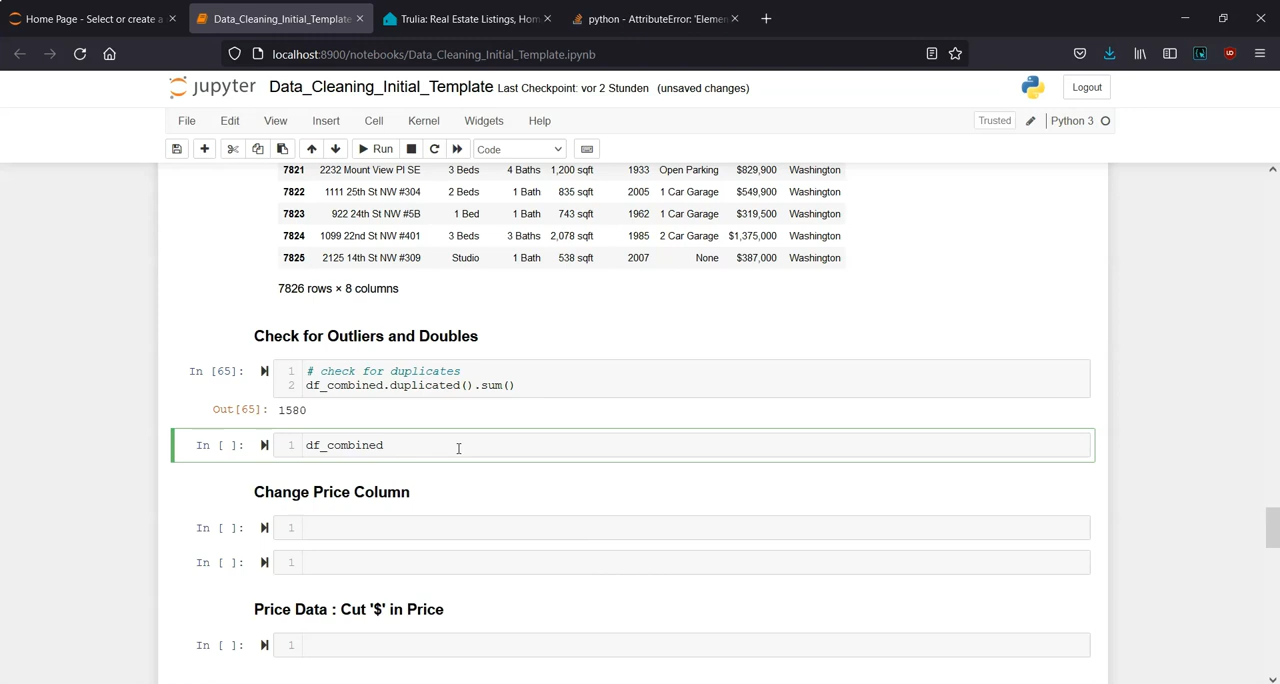 Home Page - Select or create a
Data_Cleaning_Initial_Template
Trulia: Real Estate Listings, Hom
python - AttributeError: 'Elemen
localhost:8900/notebooks/Data_Cleaning_Initial_Template.ipynb
jupyter Data_Cleaning_Initial_Template Last Checkpoint: vor 2 Stunden (unsaved changes)
Logout
File Edit View Insert Cell Kernel Widgets Help
Trusted
Python 3
Run
Code
7821 2232 Mount View Pl SE 3 Beds 4 Baths 1,200 sqft 1933 Open Parking $829,900 Washington
7822 1111 25th St NW #304 2 Beds 1 Bath 835 sqft 2005 1 Car Garage $549,900 Washington
7823 922 24th St NW #5B 1 Bed 1 Bath 743 sqft 1962 1 Car Garage $319,500 Washington
7824 1099 22nd St NW #401 3 Beds 3 Baths 2,078 sqft 1985 2 Car Garage $1,375,000 Washington
7825 2125 14th St NW #309 Studio 1 Bath 538 sqft 2007 None $387,000 Washington
7826 rows × 8 columns
Check for Outliers and Doubles
In [65]: 1 # check for duplicates
2 df_combined.duplicated().sum()
Out[65]: 1580
In [ ]: 1 df_combined
Change Price Column
In [ ]: 1
In [ ]: 1
Price Data : Cut '$' in Price
In [ ]: 1